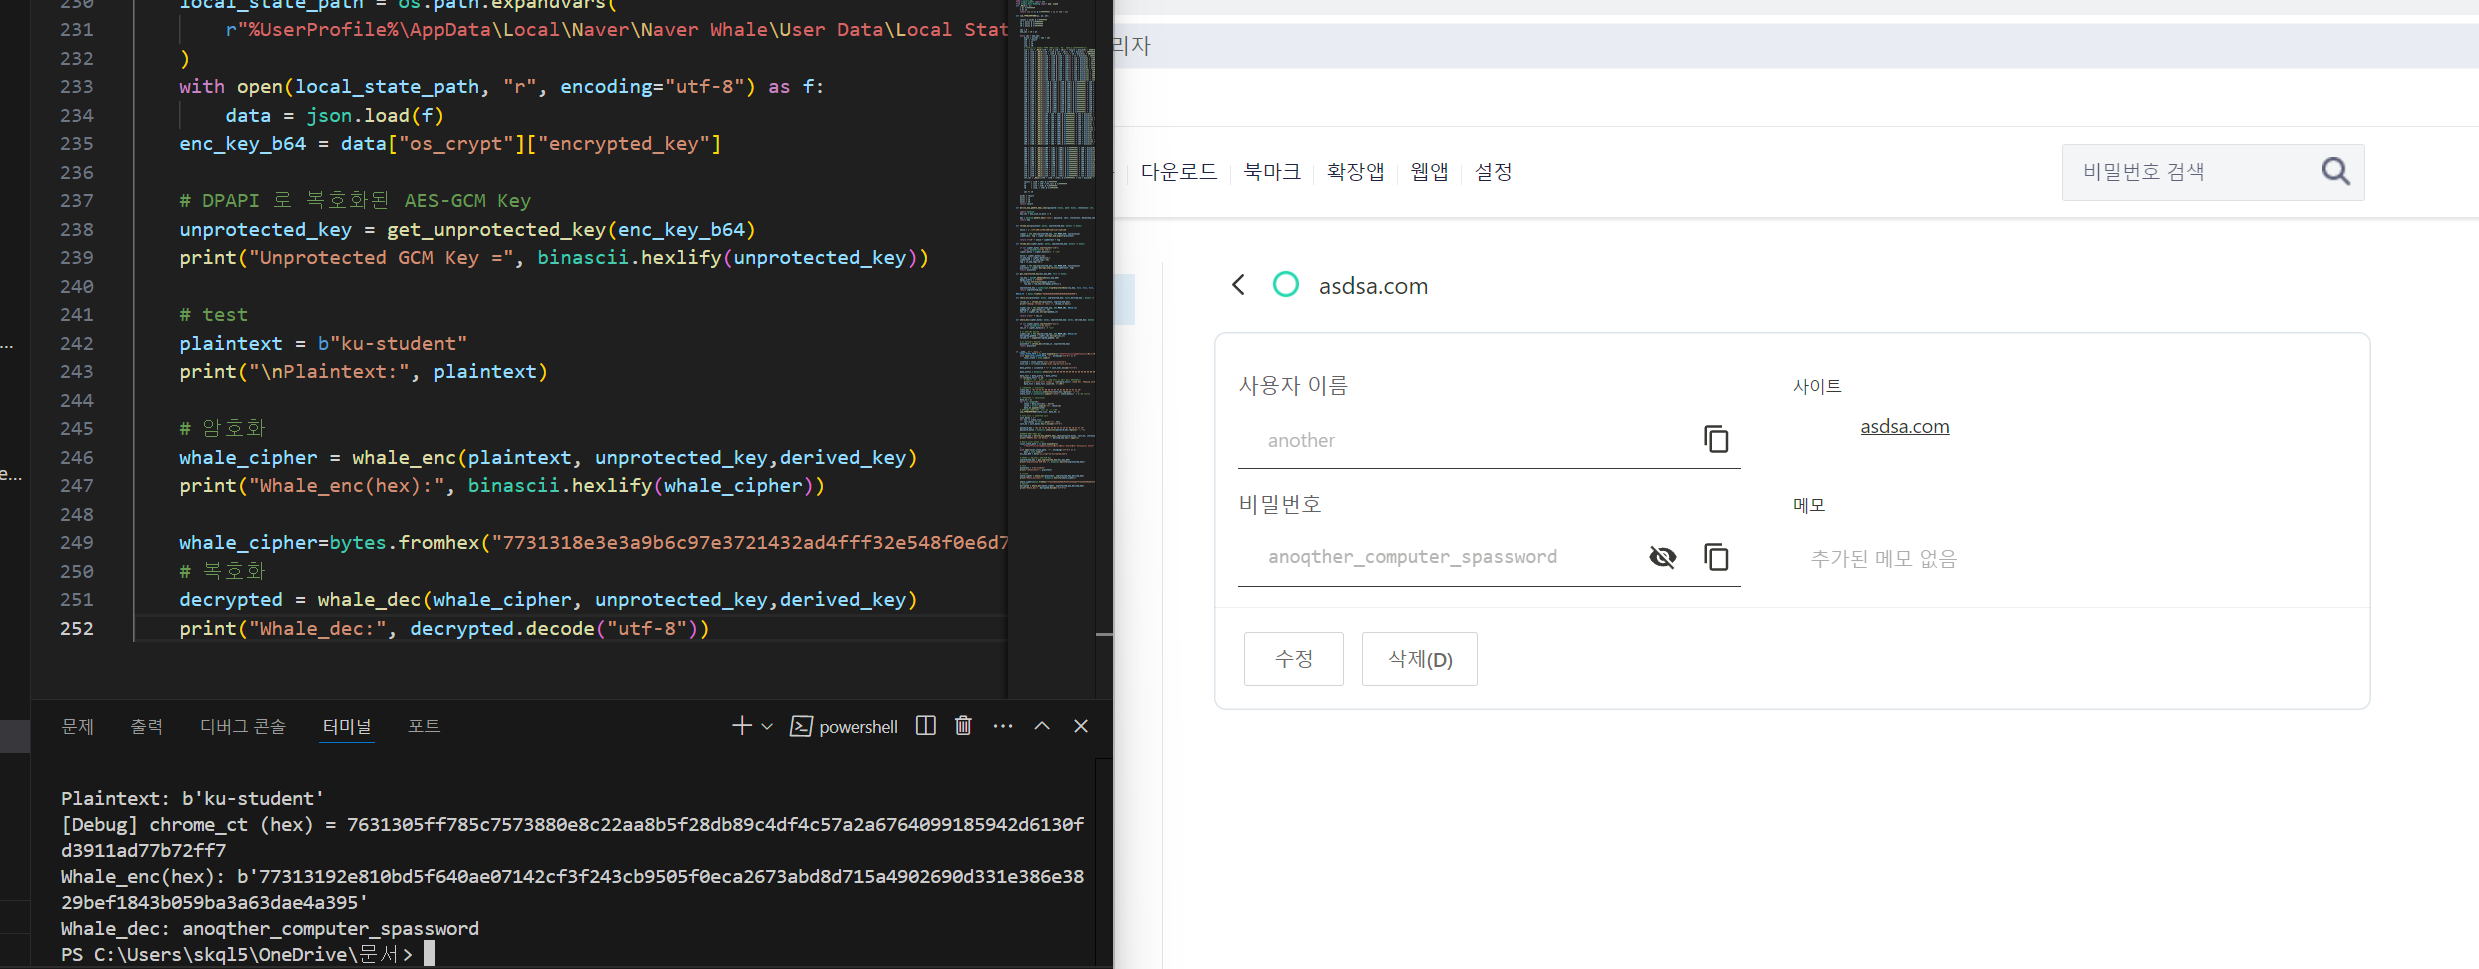 230 local_state_path = os.path.expandvars(
231 r"%UserProfile%\AppData\Local\Naver\Naver Whale\User Data\Local Stat
232 )
233 with open(local_state_path, "r", encoding="utf-8") as f:
234 data = json.load(f)
235 enc_key_b64 = data["os_crypt"]["encrypted_key"]
236
237 # DPAPI 로 복호화된 AES-GCM Key
238 unprotected_key = get_unprotected_key(enc_key_b64)
239 print("Unprotected GCM Key =", binascii.hexlify(unprotected_key))
240
241 # test
242 plaintext = b"ku-student"
243 print("\nPlaintext:", plaintext)
244
245 # 암호화
246 whale_cipher = whale_enc(plaintext, unprotected_key,derived_key)
247 print("Whale_enc(hex):", binascii.hexlify(whale_cipher))
248
249 whale_cipher=bytes.fromhex("7731318e3e3a9b6c97e3721432ad4fff32e548f0e6d7
250 # 복호화
251 decrypted = whale_dec(whale_cipher, unprotected_key,derived_key)
252 print("Whale_dec:", decrypted.decode("utf-8"))
...
e...
문제 출력 디버그 콘솔 터미널 포트
powershell
Plaintext: b'ku-student'
[Debug] chrome_ct (hex) = 7631305ff785c7573880e8c22aa8b5f28db89c4df4c57a2a6764099185942d6130f
d3911ad77b72ff7
Whale_enc(hex): b'77313192e810bd5f640ae07142cf3f243cb9505f0eca2673abd8d715a4902690d331e386e38
29bef1843b059ba3a63dae4a395'
Whale_dec: anoqther_computer_spassword
PS C:\Users\skql5\OneDrive\문서>
리자
다운로드 북마크 확장앱 웹앱 설정
비밀번호 검색
asdsa.com
사용자 이름
사이트
another
asdsa.com
비밀번호
메모
anoqther_computer_spassword
추가된 메모 없음
수정
삭제(D)